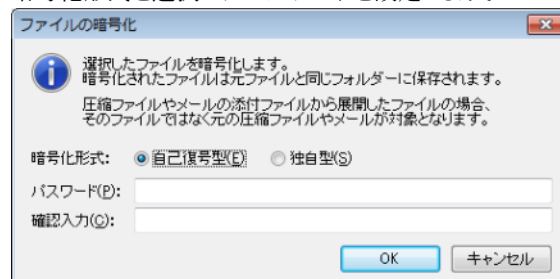 ファイルの暗号化
選択したファイルを暗号化します。
暗号化されたファイルは元ファイルと同じフォルダーに保存されます。
圧縮ファイルやメールの添付ファイルから展開したファイルの場合、
そのファイルではなく元の圧縮ファイルやメールが対象となります。
暗号化形式: 自己復号型(E) 独自型(S)
パスワード(P):
確認入力(C):
OK キャンセル